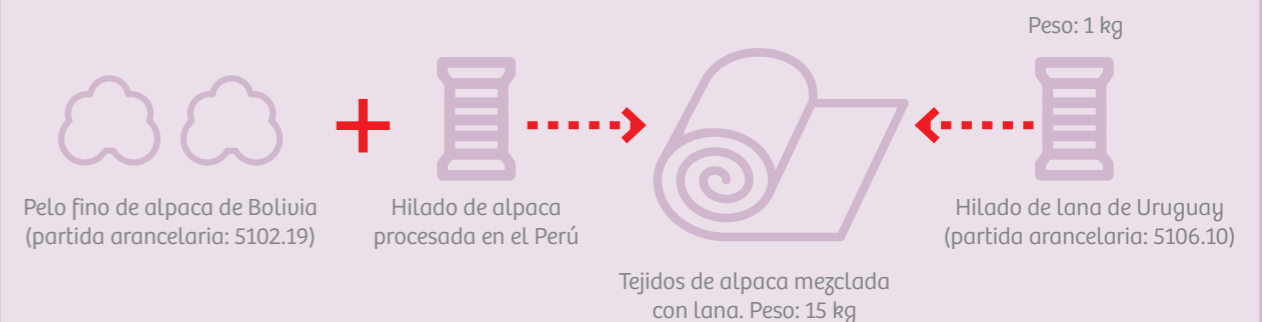 Peso: 1 kg
Pelo fino de alpaca de Bolivia
(partida arancelaria: 5102.19)
Hilado de alpaca
procesada en el Perú
Hilado de lana de Uruguay
(partida arancelaria: 5106.10)
Tejidos de alpaca mezclada
con lana. Peso: 15 kg